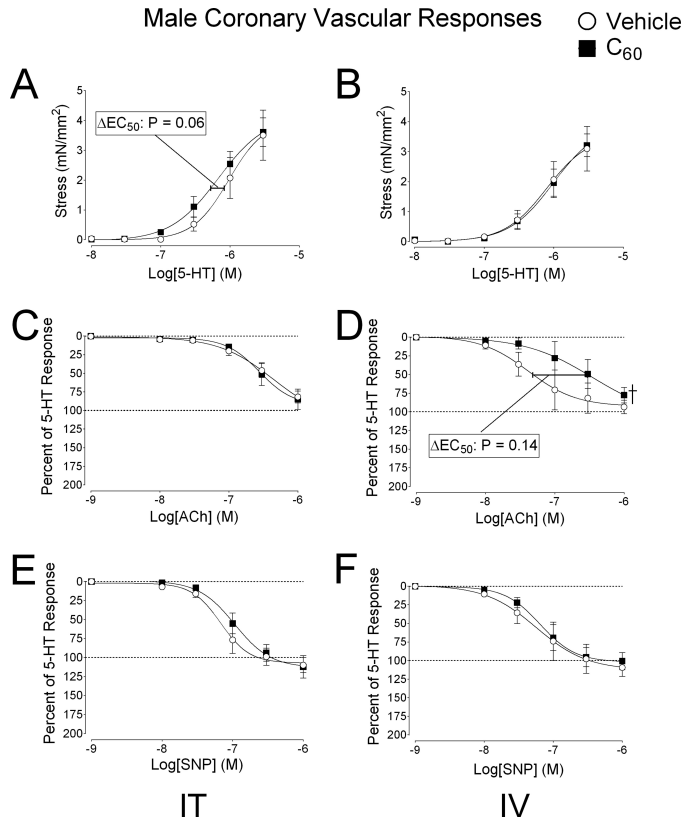 Male Coronary Vascular Responses
Vehicle
C60
A
Stress (mN/mm²)
5
4
3
2
1
0
ΔEC50: P = 0.06
-8 -7 -6 -5
Log[5-HT] (M)
B
Stress (mN/mm²)
5
4
3
2
1
0
-8 -7 -6 -5
Log[5-HT] (M)
C
Percent of 5-HT Response
0
25
50
75
100
125
150
175
200
-9 -8 -7 -6
Log[ACh] (M)
D
Percent of 5-HT Response
0
25
50
75
100
125
150
175
200
†
ΔEC50: P = 0.14
-9 -8 -7 -6
Log[ACh] (M)
E
Percent of 5-HT Response
0
25
50
75
100
125
150
175
200
-9 -8 -7 -6
Log[SNP] (M)
F
Percent of 5-HT Response
0
25
50
75
100
125
150
175
200
-9 -8 -7 -6
Log[SNP] (M)
IT IV